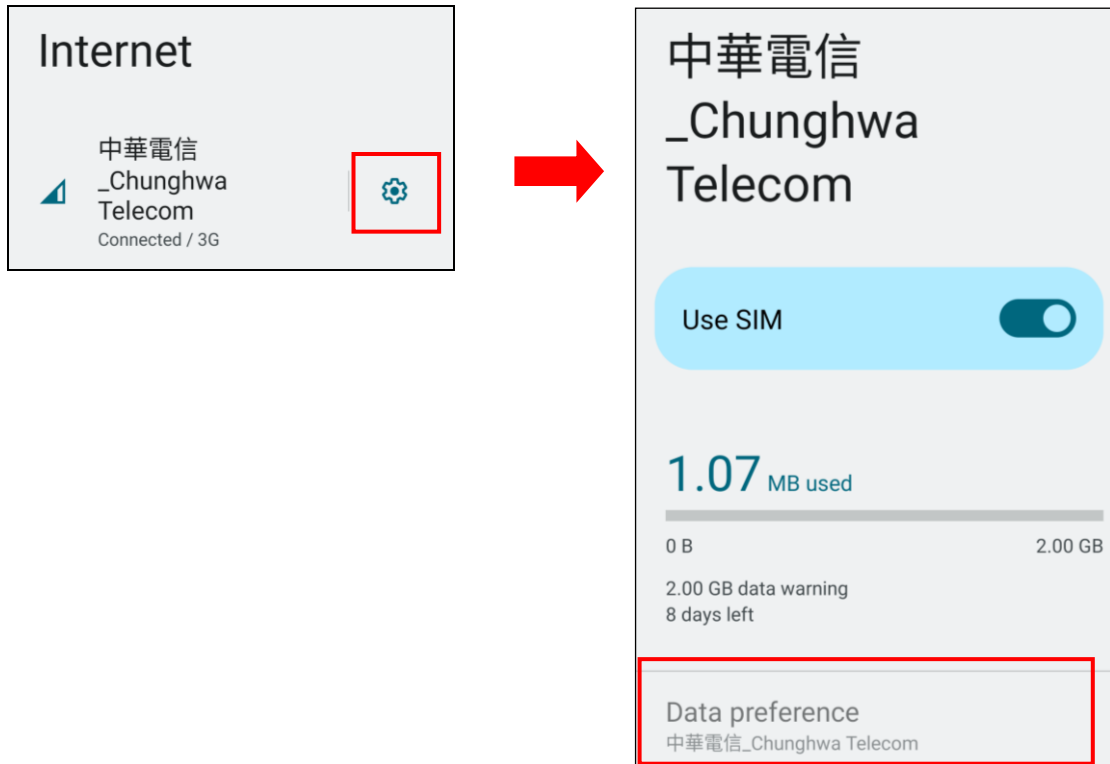 Internet
中華電信
_Chunghwa
Telecom
Connected / 3G
中華電信
_Chunghwa
Telecom
Use SIM
1.07 MB used
0 B 2.00 GB
2.00 GB data warning
8 days left
Data preference
中華電信_Chunghwa Telecom